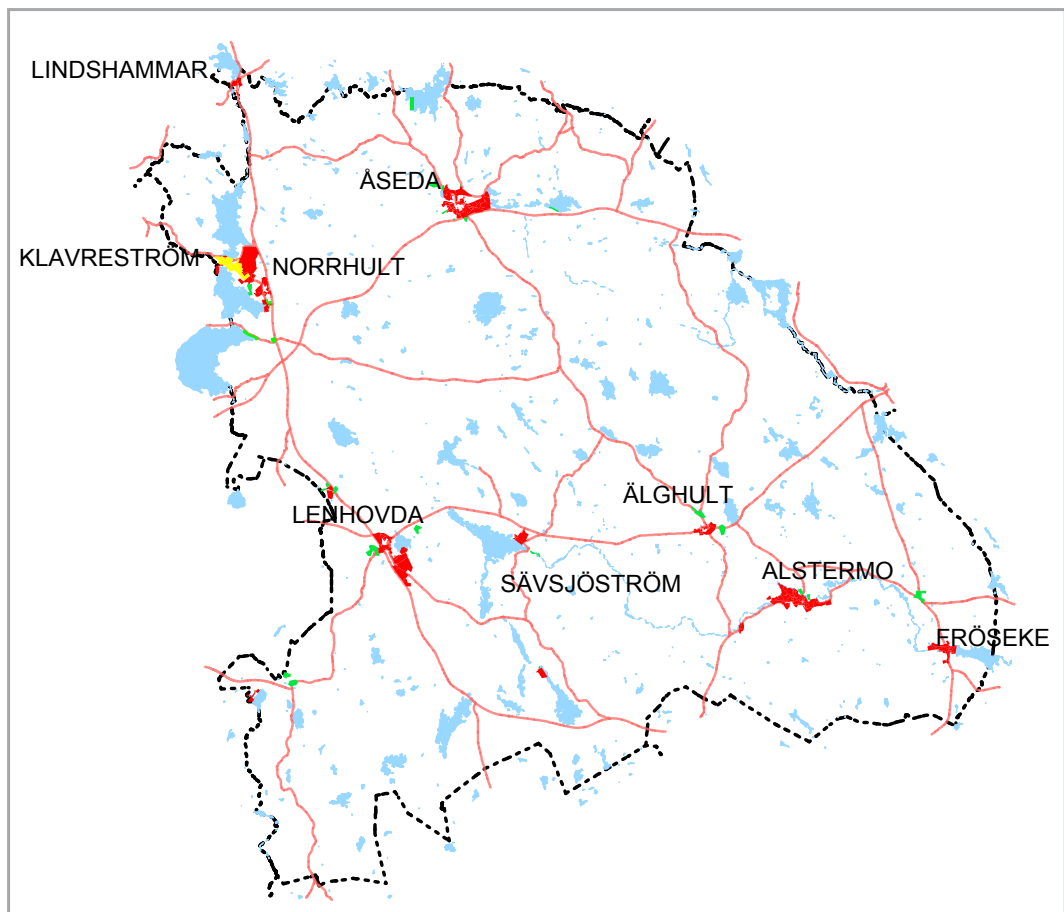 LINDSHAMMAR
ÅSEDA
KLAVRESTRÖM
NORRHULT
ÄLGHULT
LENHOVDA
SÄVSJÖSTRÖM
ALSTERMO
FRÖSEKE